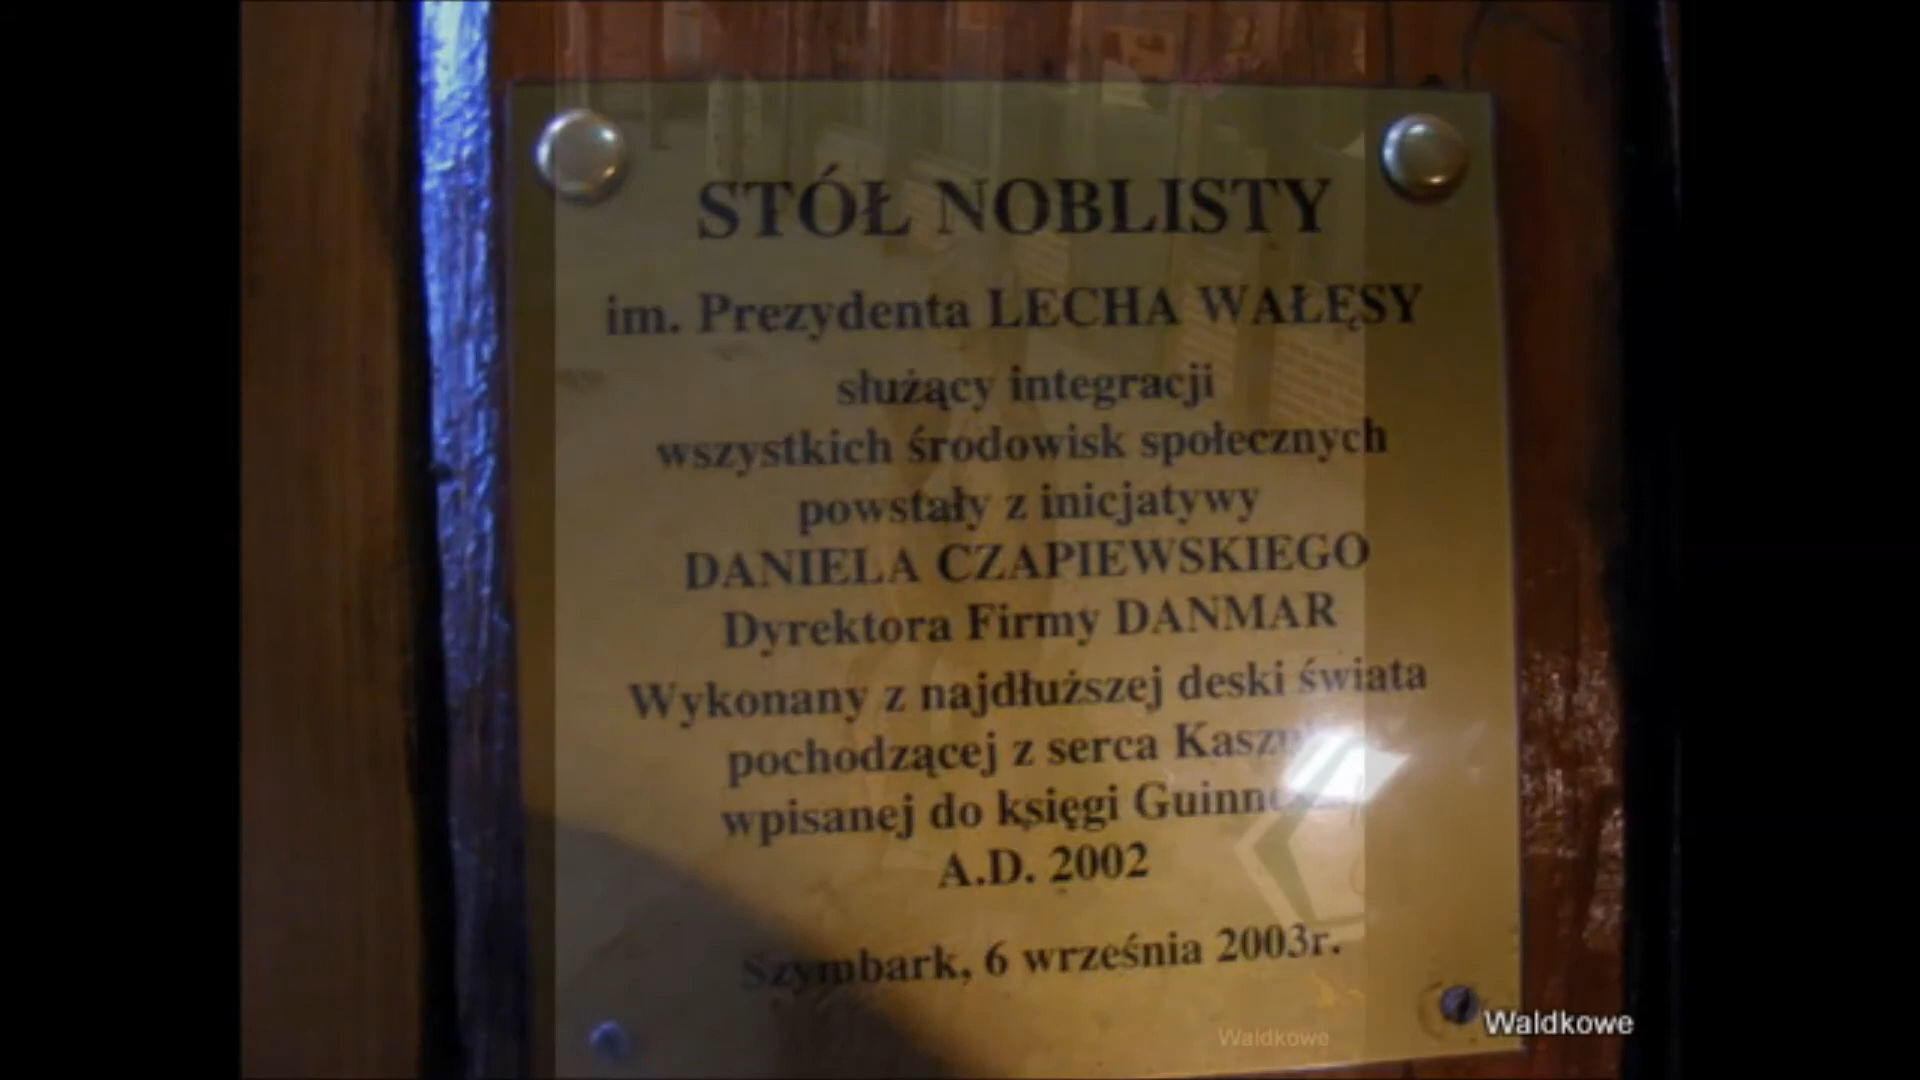 STÓŁ NOBLISTY
im. Prezydenta LECHA WAŁĘSY
służący integracji
wszystkich środowisk społecznych
powstały z inicjatywy
DANIELA CZAPIEWSKIEGO
Dyrektora Firmy DANMAR
Wykonany z najdłuższej deski świata
pochodzącej z serca
wpisanej do księgi
A.D. 2002
Szymbark, 6 września 2003r.
Waldkowe
Waldkowe